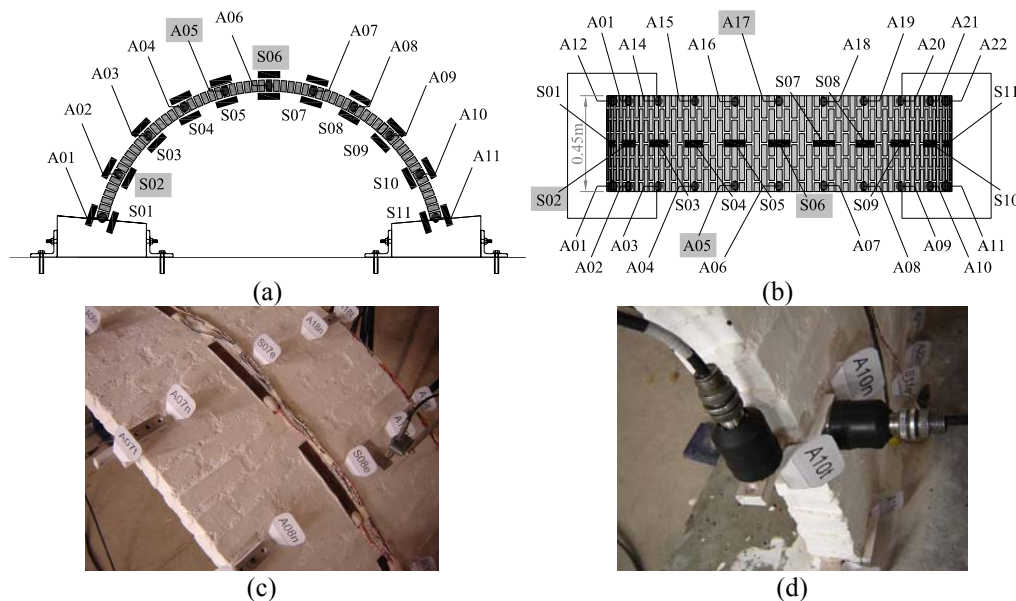 A06
A05
S06
A07
A04
A08
A03
A09
S05
S07
S04
S08
A02
A10
S03
S09
A01
A11
S02
S10
S01
S11
(a)
A01 A15 A17 A19 A21
A12 A14 A16 A18 A20 A22
S07 S08
S01 S11
0.45m
S02 S03 S04 S05 S06 S09 S10
A01 A03 A05 A07 A09 A11
A02 A04 A06 A08 A10
(b)
A18n
S07e
A07n
A07t
S08e
A08n
(c)
A10n
A10t
(d)